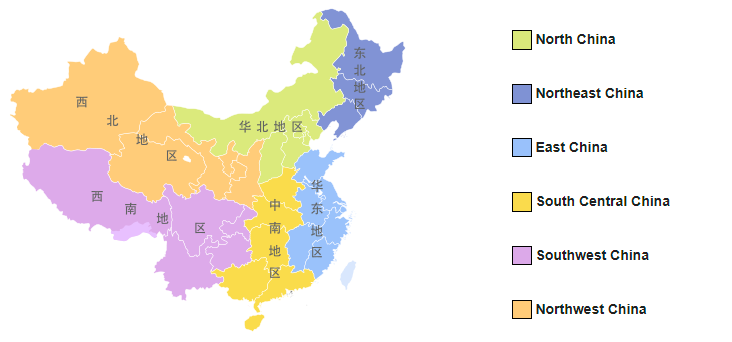 西北地区
华北地区
东北地区
西南地区
中南地区
华东地区
North China
Northeast China
East China
South Central China
Southwest China
Northwest China